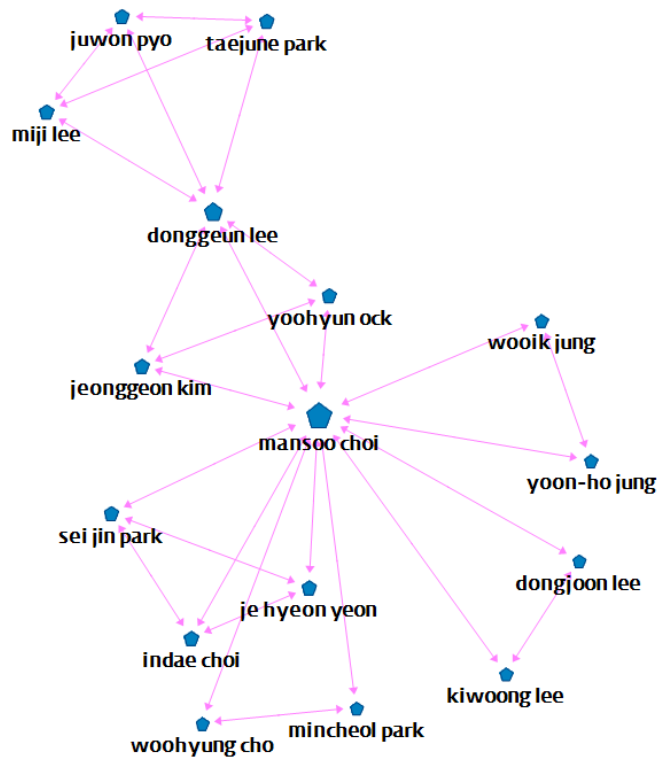 juwon pyo
taejune park
miji lee
donggeun lee
yoohyun ock
wooik jung
jeonggeon kim
mansoo choi
yoon-ho jung
sei jin park
dongjoon lee
je hyeon yeon
indae choi
kiwoong lee
mincheol park
woohyung cho